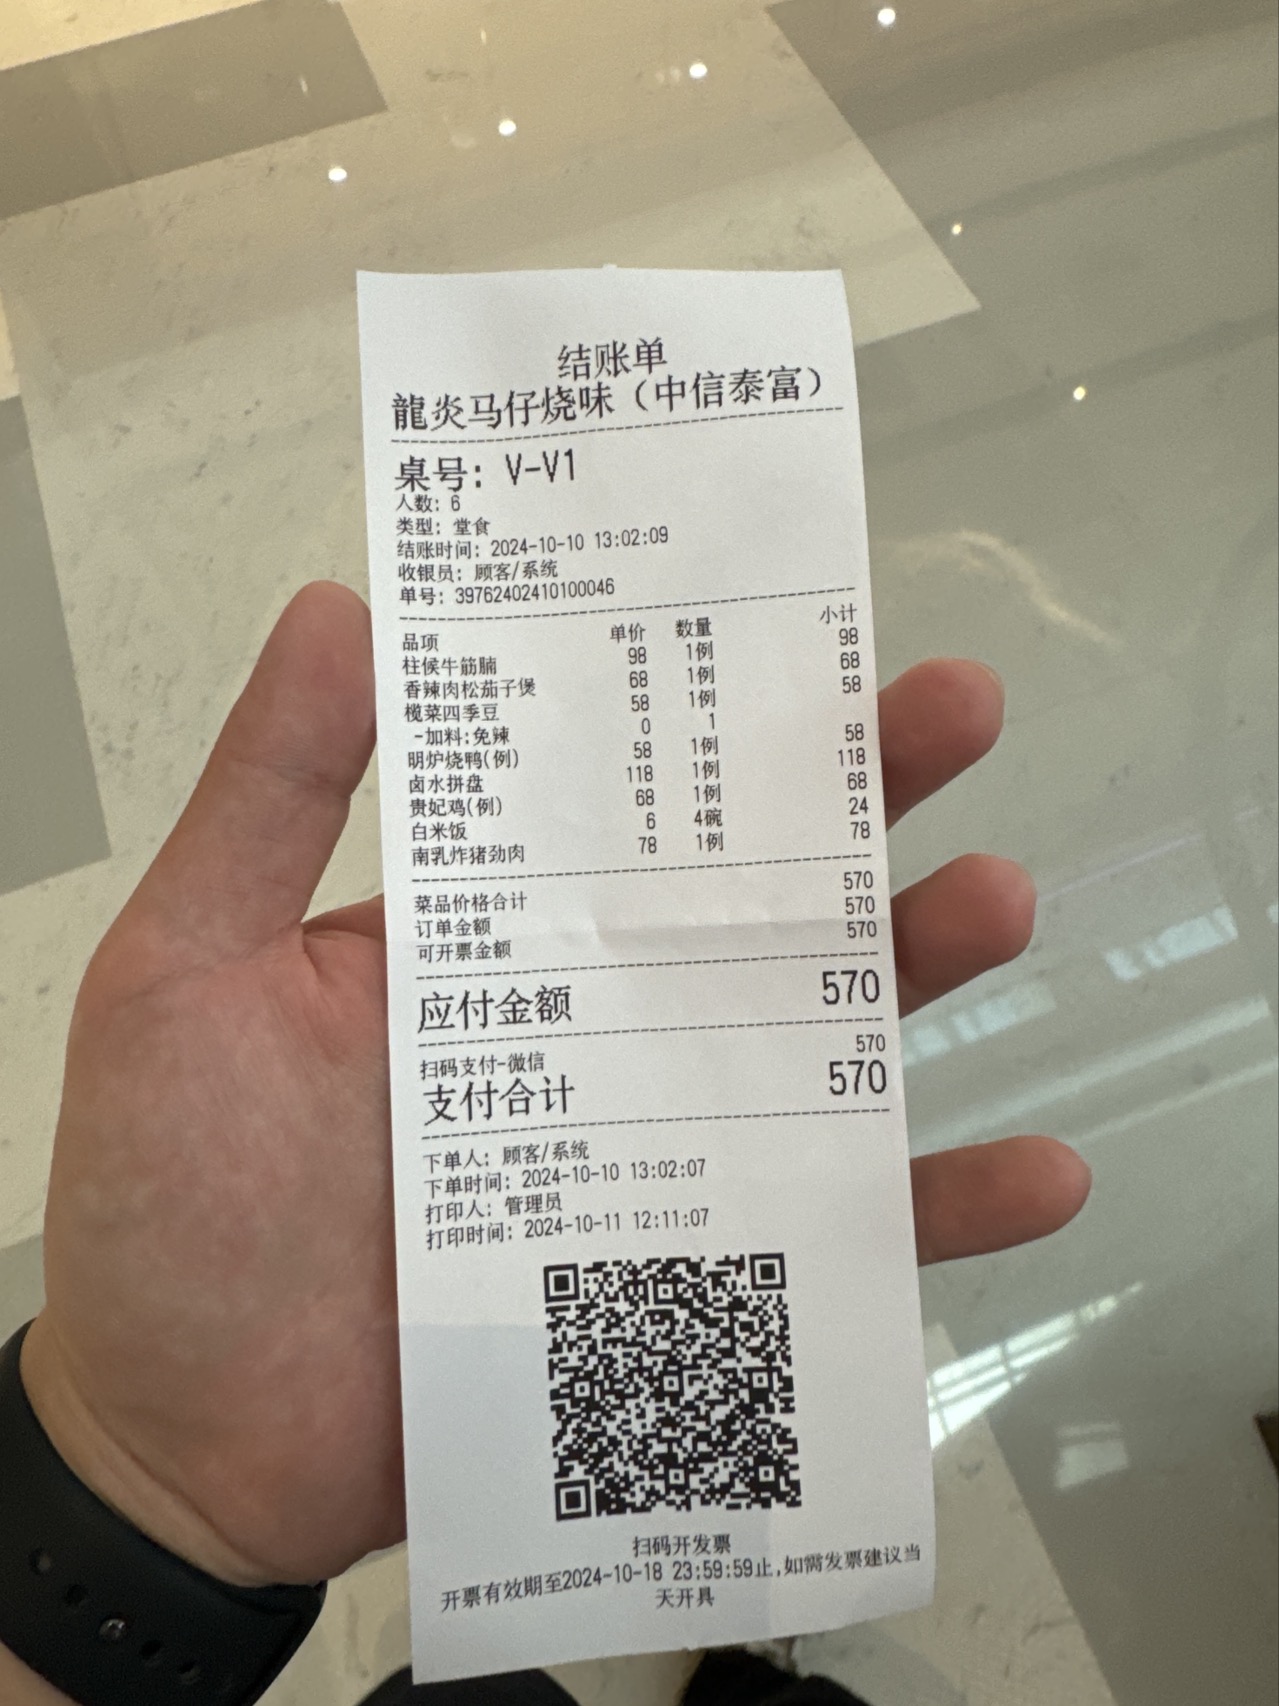 结账单
龍炎马仔烧味（中信泰富）
桌号: V-V1
人数: 6
类型: 堂食
结账时间: 2024-10-10 13:02:09
收银员: 顾客/系统
单号: 39762402410100046
品项 单价 数量 小计
柱候牛筋腩 98 1例 98
香辣肉松茄子煲 68 1例 68
榄菜四季豆 58 1例 58
-加料:免辣 0 1
明炉烧鸭(例) 58 1例 58
卤水拼盘 118 1例 118
贵妃鸡(例) 68 1例 68
白米饭 6 4碗 24
南乳炸猪劲肉 78 1例 78
菜品价格合计 570
订单金额 570
可开票金额 570
应付金额 570
扫码支付-微信 570
支付合计 570
下单人: 顾客/系统
下单时间: 2024-10-10 13:02:07
打印人: 管理员
打印时间: 2024-10-11 12:11:07
扫码开发票
开票有效期至2024-10-18 23:59:59止,如需发票建议当
天开具